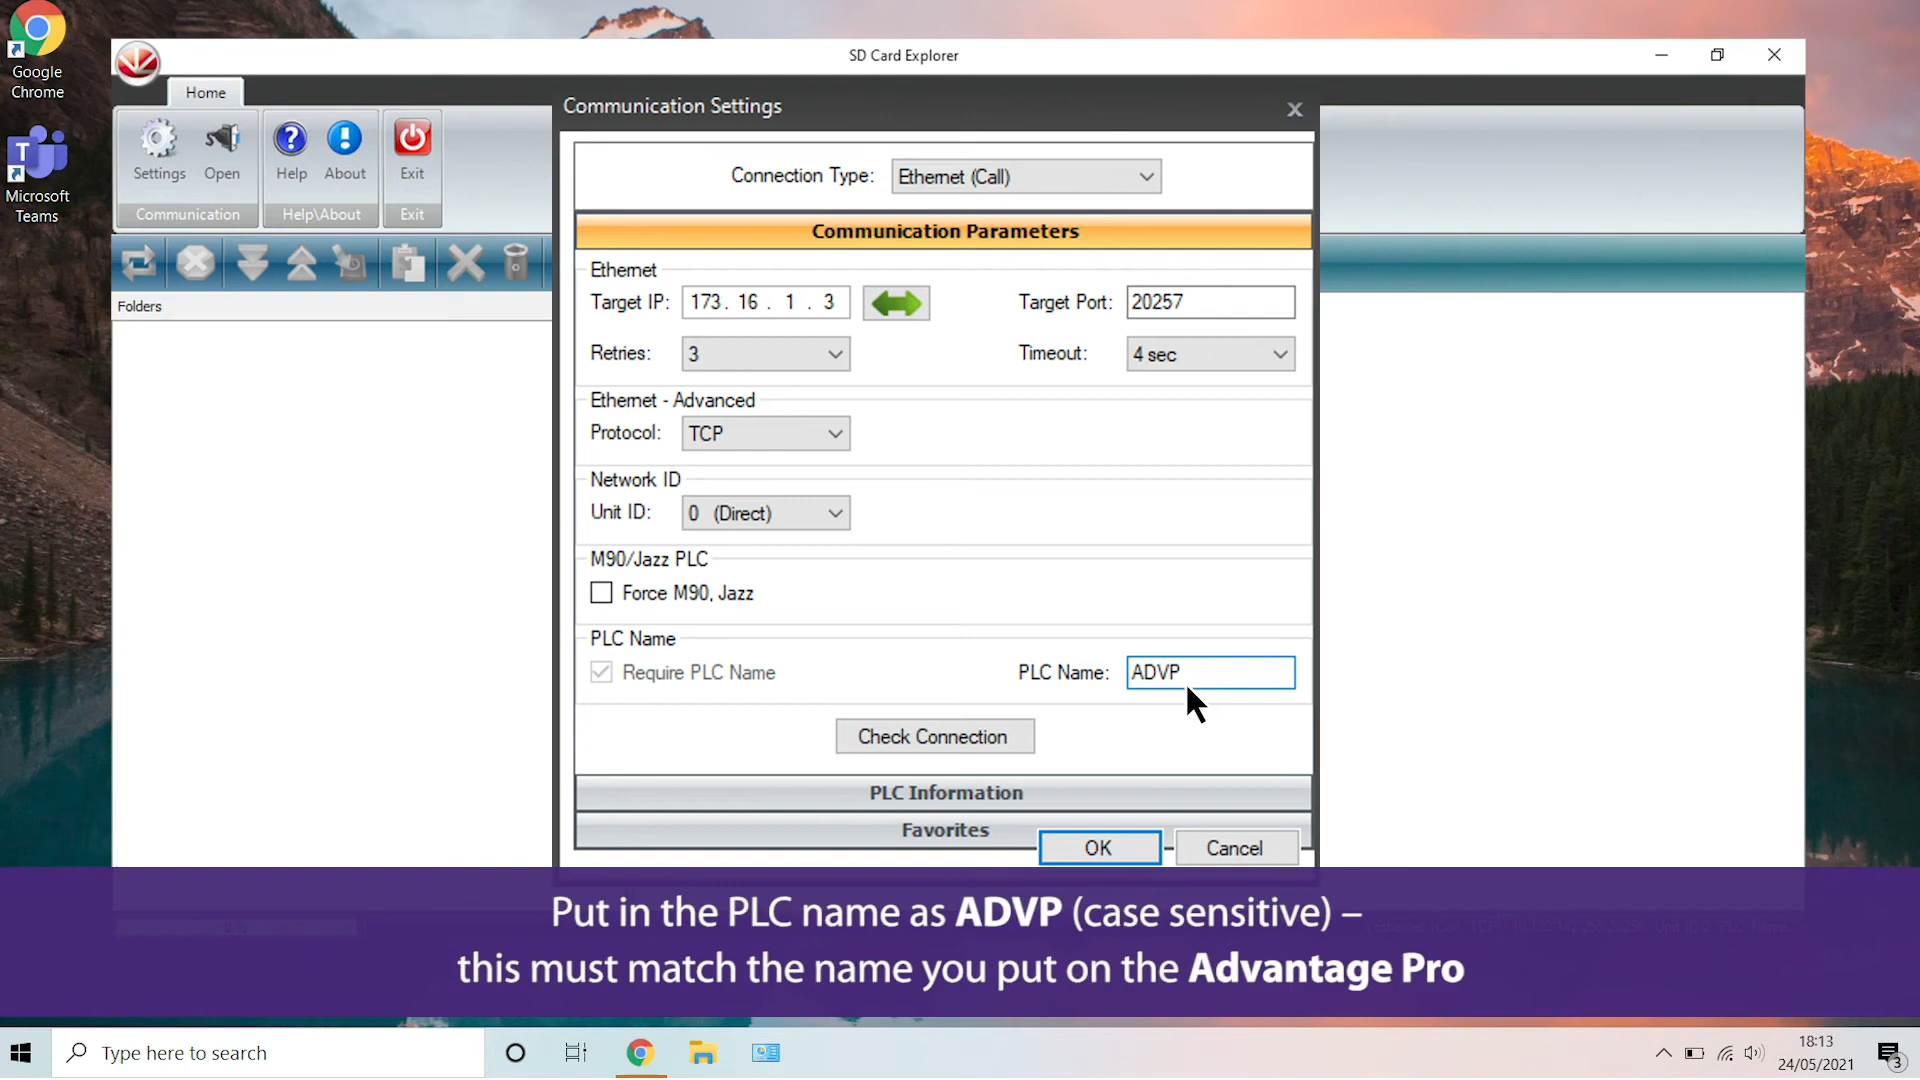 Google
Chrome
Microsoft
Teams
SD Card Explorer
Home
Settings
Open
Help
About
Exit
Communication
Help\About
Exit
Folders
Communication Settings
Connection Type: Ethernet (Call)
Communication Parameters
Ethernet
Target IP: 173. 16 . 1 . 3
Target Port: 20257
Retries: 3
Timeout: 4 sec
Ethernet - Advanced
Protocol: TCP
Network ID
Unit ID: 0 (Direct)
M90/Jazz PLC
Force M90, Jazz
PLC Name
Require PLC Name
PLC Name: ADVP
Check Connection
PLC Information
Favorites
OK
Cancel
Put in the PLC name as ADVP (case sensitive) –
this must match the name you put on the Advantage Pro
Type here to search
18:13
24/05/2021
3